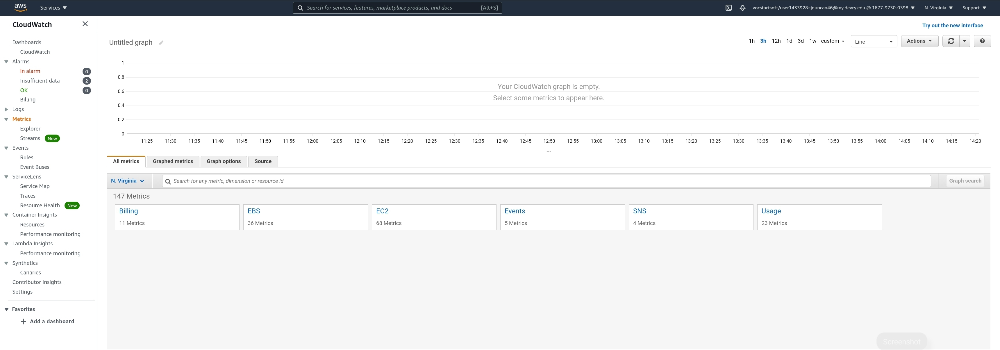 aws Services Search for services, features, marketplace products, and docs [Alt+S] vocstartsoft/user1433928=jduncan46@my.devry.edu @ 1677-9730-0398 N. Virginia Support
CloudWatch
Dashboards
CloudWatch
Alarms
In alarm 0
Insufficient data 2
OK 0
Billing
Logs
Metrics
Explorer
Streams New
Events
Rules
Event Buses
ServiceLens
Service Map
Traces
Resource Health New
Container Insights
Resources
Performance monitoring
Lambda Insights
Performance monitoring
Synthetics
Canaries
Contributor Insights
Settings
Favorites
Add a dashboard
Try out the new interface
Untitled graph 1h 3h 12h 1d 3d 1w custom Line Actions
1
0.8
0.6
0.4
0.2
0
Your CloudWatch graph is empty.
Select some metrics to appear here.
11:25 11:30 11:35 11:40 11:45 11:50 11:55 12:00 12:05 12:10 12:15 12:20 12:25 12:30 12:35 12:40 12:45 12:50 12:55 13:00 13:05 13:10 13:15 13:20 13:25 13:30 13:35 13:40 13:45 13:50 13:55 14:00 14:05 14:10 14:15 14:20
All metrics Graphed metrics Graph options Source
N. Virginia Search for any metric, dimension or resource id Graph search
147 Metrics
Billing EBS EC2 Events SNS Usage
11 Metrics 36 Metrics 68 Metrics 5 Metrics 4 Metrics 23 Metrics
Screenshot